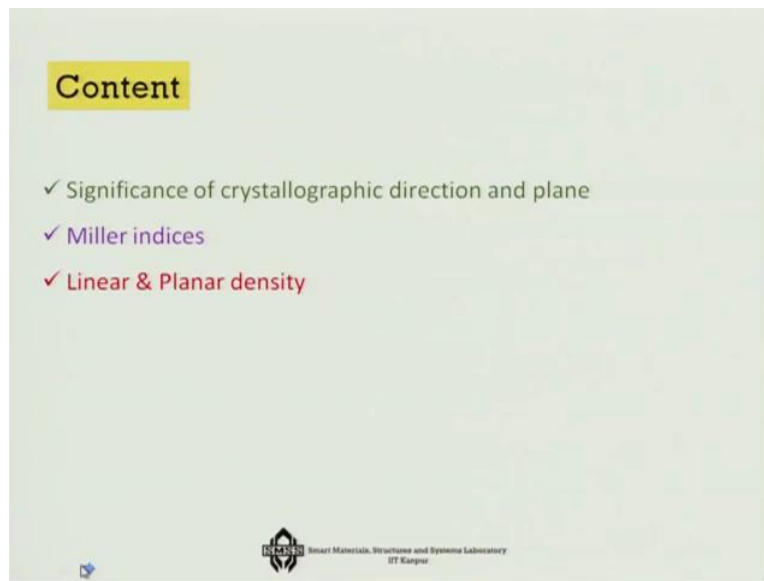 Content
✓ Significance of crystallographic direction and plane
✓ Miller indices
✓ Linear & Planar density
SMSS Smart Materials, Structures and Systems Laboratory
IIT Kanpur